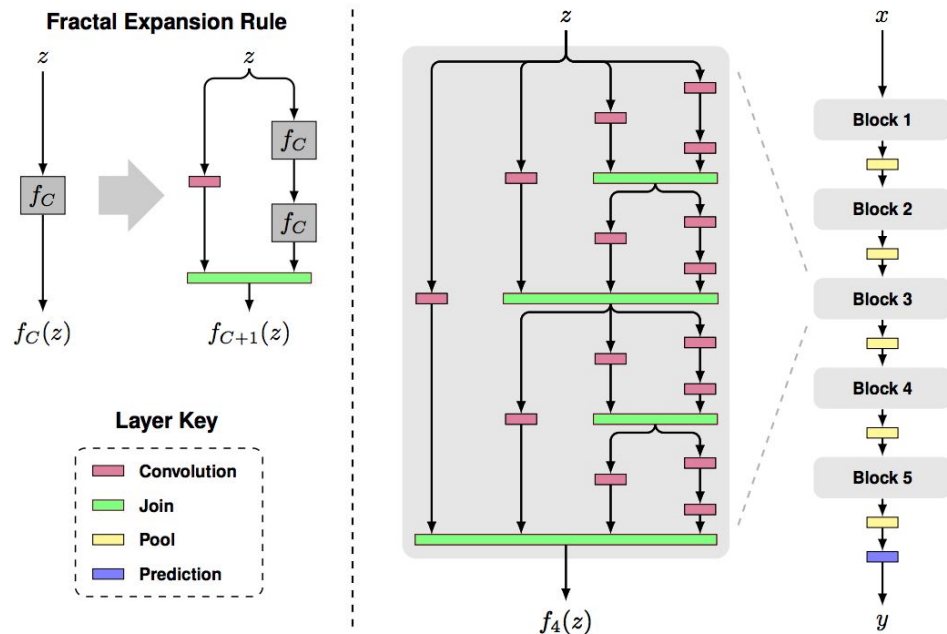 Fractal Expansion Rule
z
f_C
f_C(z)
z
f_C
f_C
f_{C+1}(z)
Layer Key
Convolution
Join
Pool
Prediction
z
f_4(z)
x
Block 1
Block 2
Block 3
Block 4
Block 5
y